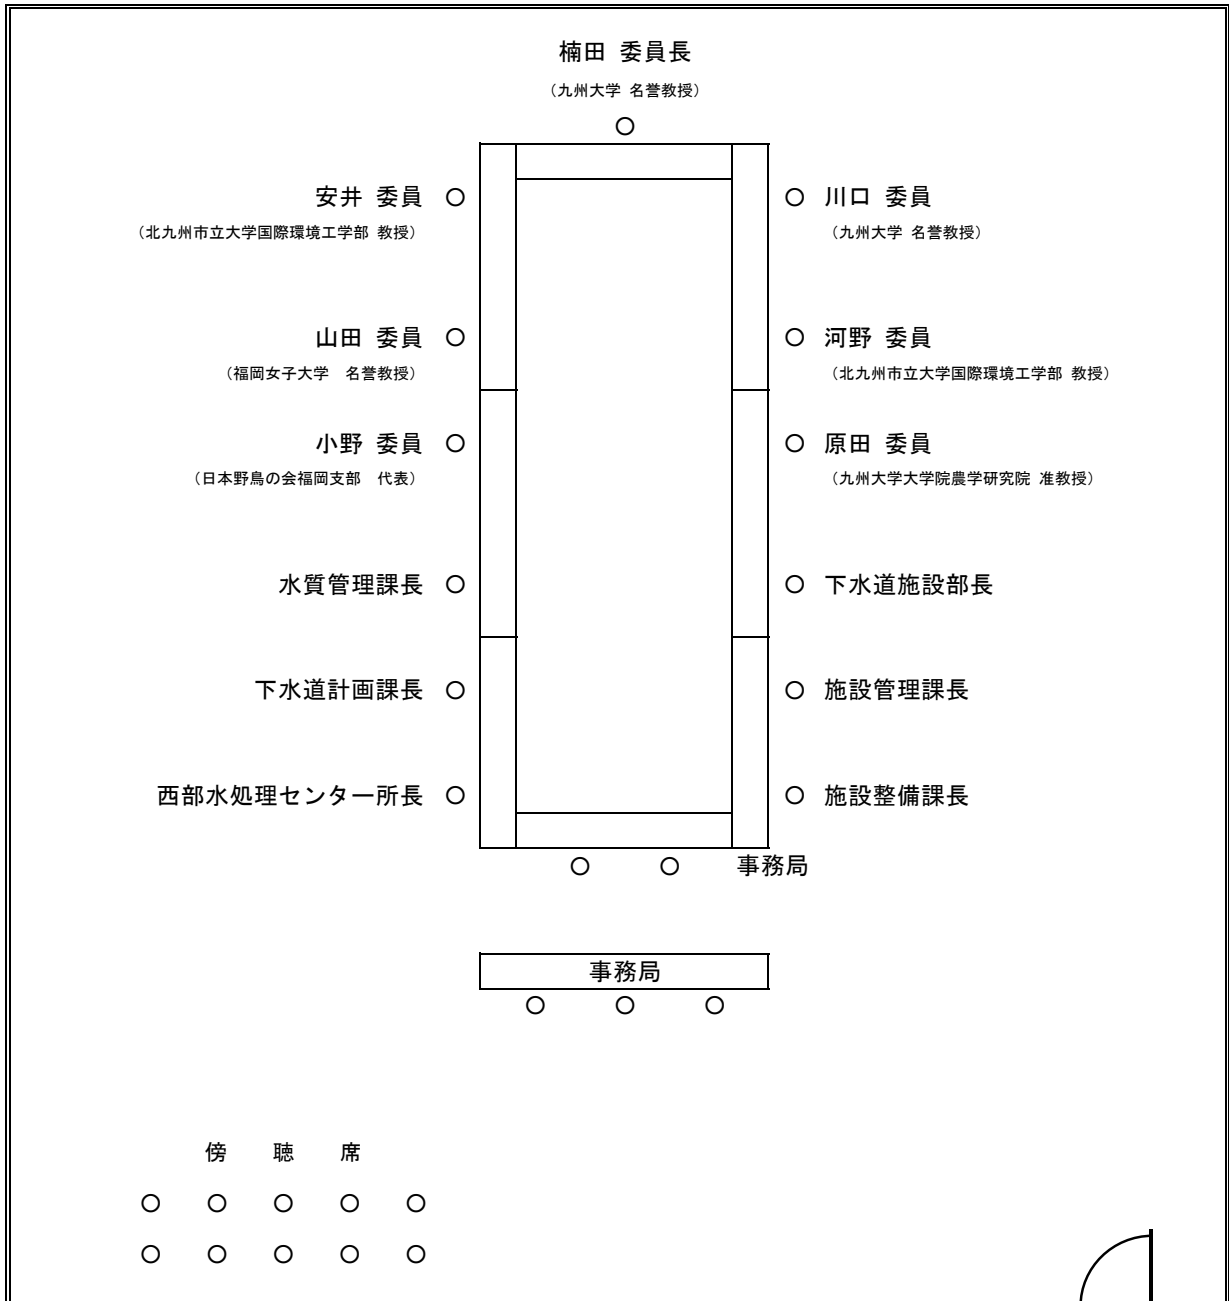 楠田 委員長
（九州大学 名誉教授）
安井 委員
（北九州市立大学国際環境工学部 教授）
川口 委員
（九州大学 名誉教授）
山田 委員
（福岡女子大学　名誉教授）
河野 委員
（北九州市立大学国際環境工学部 教授）
小野 委員
（日本野鳥の会福岡支部　代表）
原田 委員
（九州大学大学院農学研究院 准教授）
水質管理課長
下水道施設部長
下水道計画課長
施設管理課長
西部水処理センター所長
施設整備課長
事務局
事務局
傍　聴　席